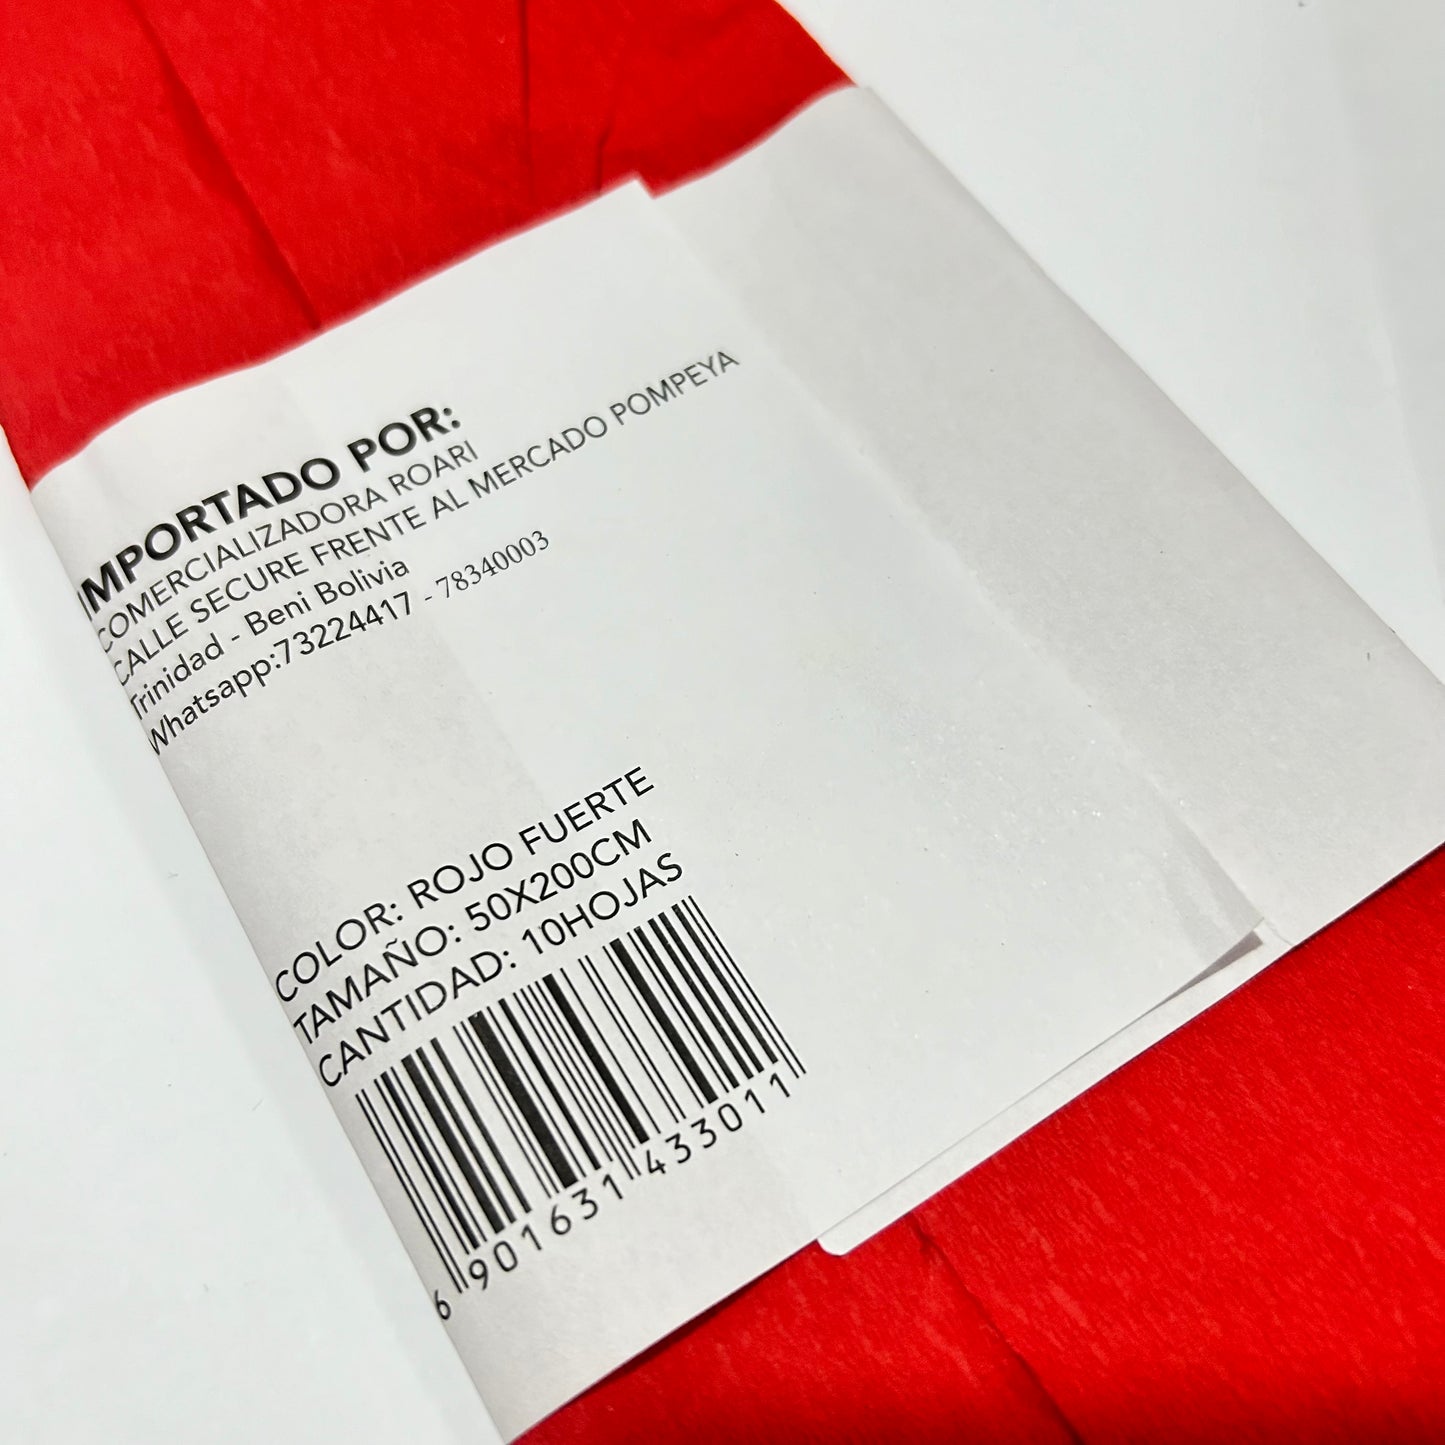 IMPORTADO POR:
COMERCIALIZADORA ROARI
CALLE SECURE FRENTE AL MERCADO POMPEYA
Trinidad - Beni Bolivia
Whatsapp:73224417 - 78340003
COLOR: ROJO FUERTE
TAMAÑO: 50X200CM
CANTIDAD: 10HOJAS
6 901631 433011